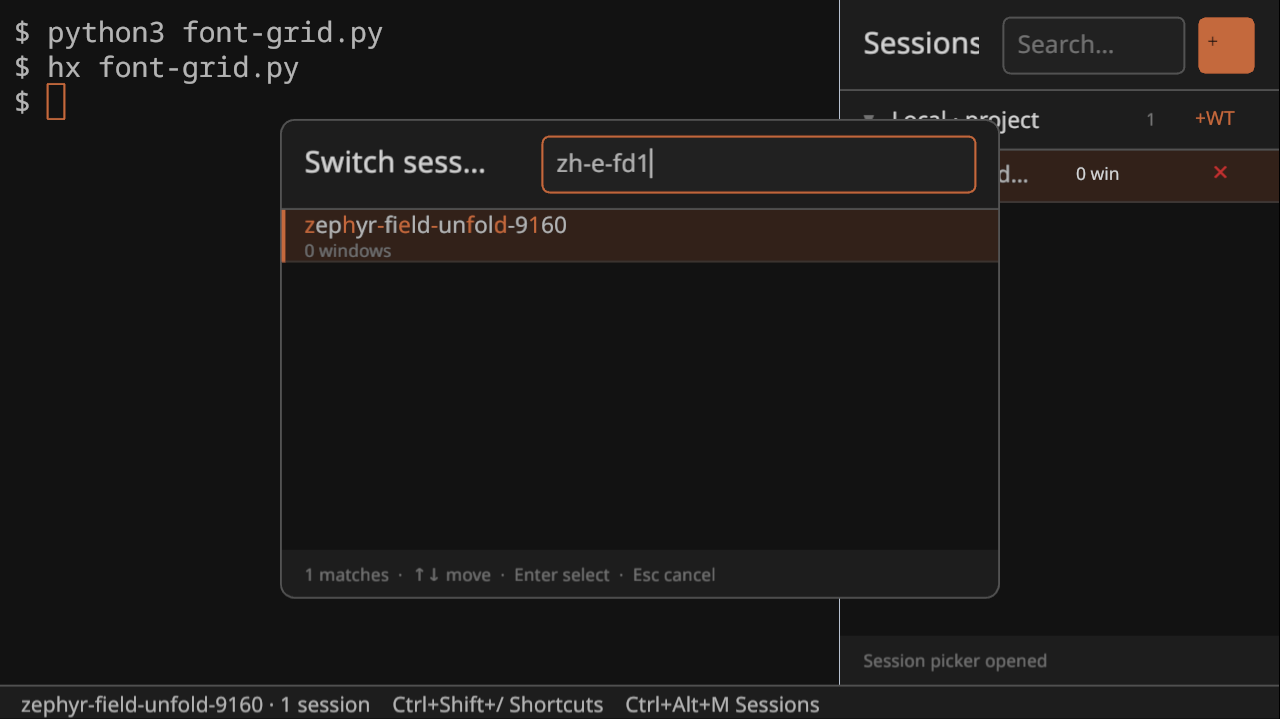 $ python3 font-grid.py
$ hx font-grid.py
$
Sessions Search... +
Local · project 1 +WT
d... 0 win ✕
Switch sess... zh-e-fd1
zephyr-field-unfold-9160
0 windows
1 matches · ↑↓ move · Enter select · Esc cancel
Session picker opened
zephyr-field-unfold-9160 · 1 session Ctrl+Shift+/ Shortcuts Ctrl+Alt+M Sessions